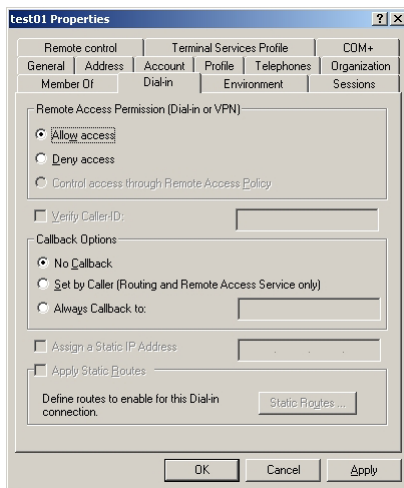 test01 Properties
Remote control Terminal Services Profile COM+
General Address Account Profile Telephones Organization
Member Of Dial-in Environment Sessions
Remote Access Permission (Dial-in or VPN)
Allow access
Deny access
Control access through Remote Access Policy
Verify Caller-ID:
Callback Options
No Callback
Set by Caller (Routing and Remote Access Service only)
Always Callback to:
Assign a Static IP Address
Apply Static Routes
Define routes to enable for this Dial-in
connection.
Static Routes ...
OK Cancel Apply